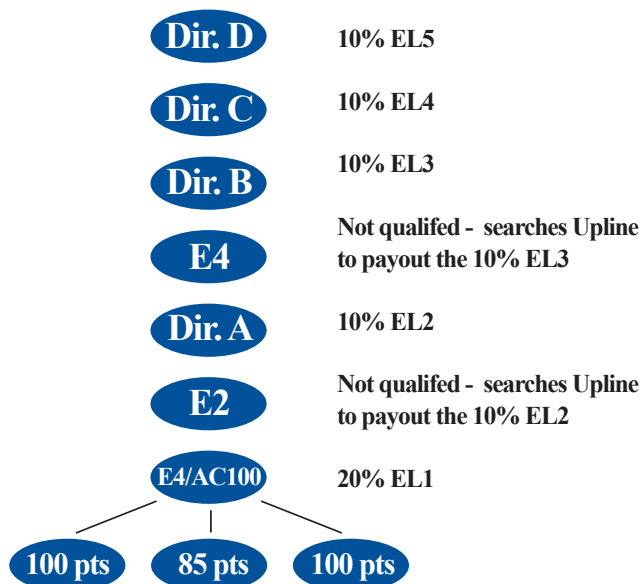 Dir. D
10% EL5
Dir. C
10% EL4
Dir. B
10% EL3
E4
Not qualifed - searches Upline
to payout the 10% EL3
Dir. A
10% EL2
E2
Not qualifed - searches Upline
to payout the 10% EL2
E4/AC100
20% EL1
100 pts
85 pts
100 pts